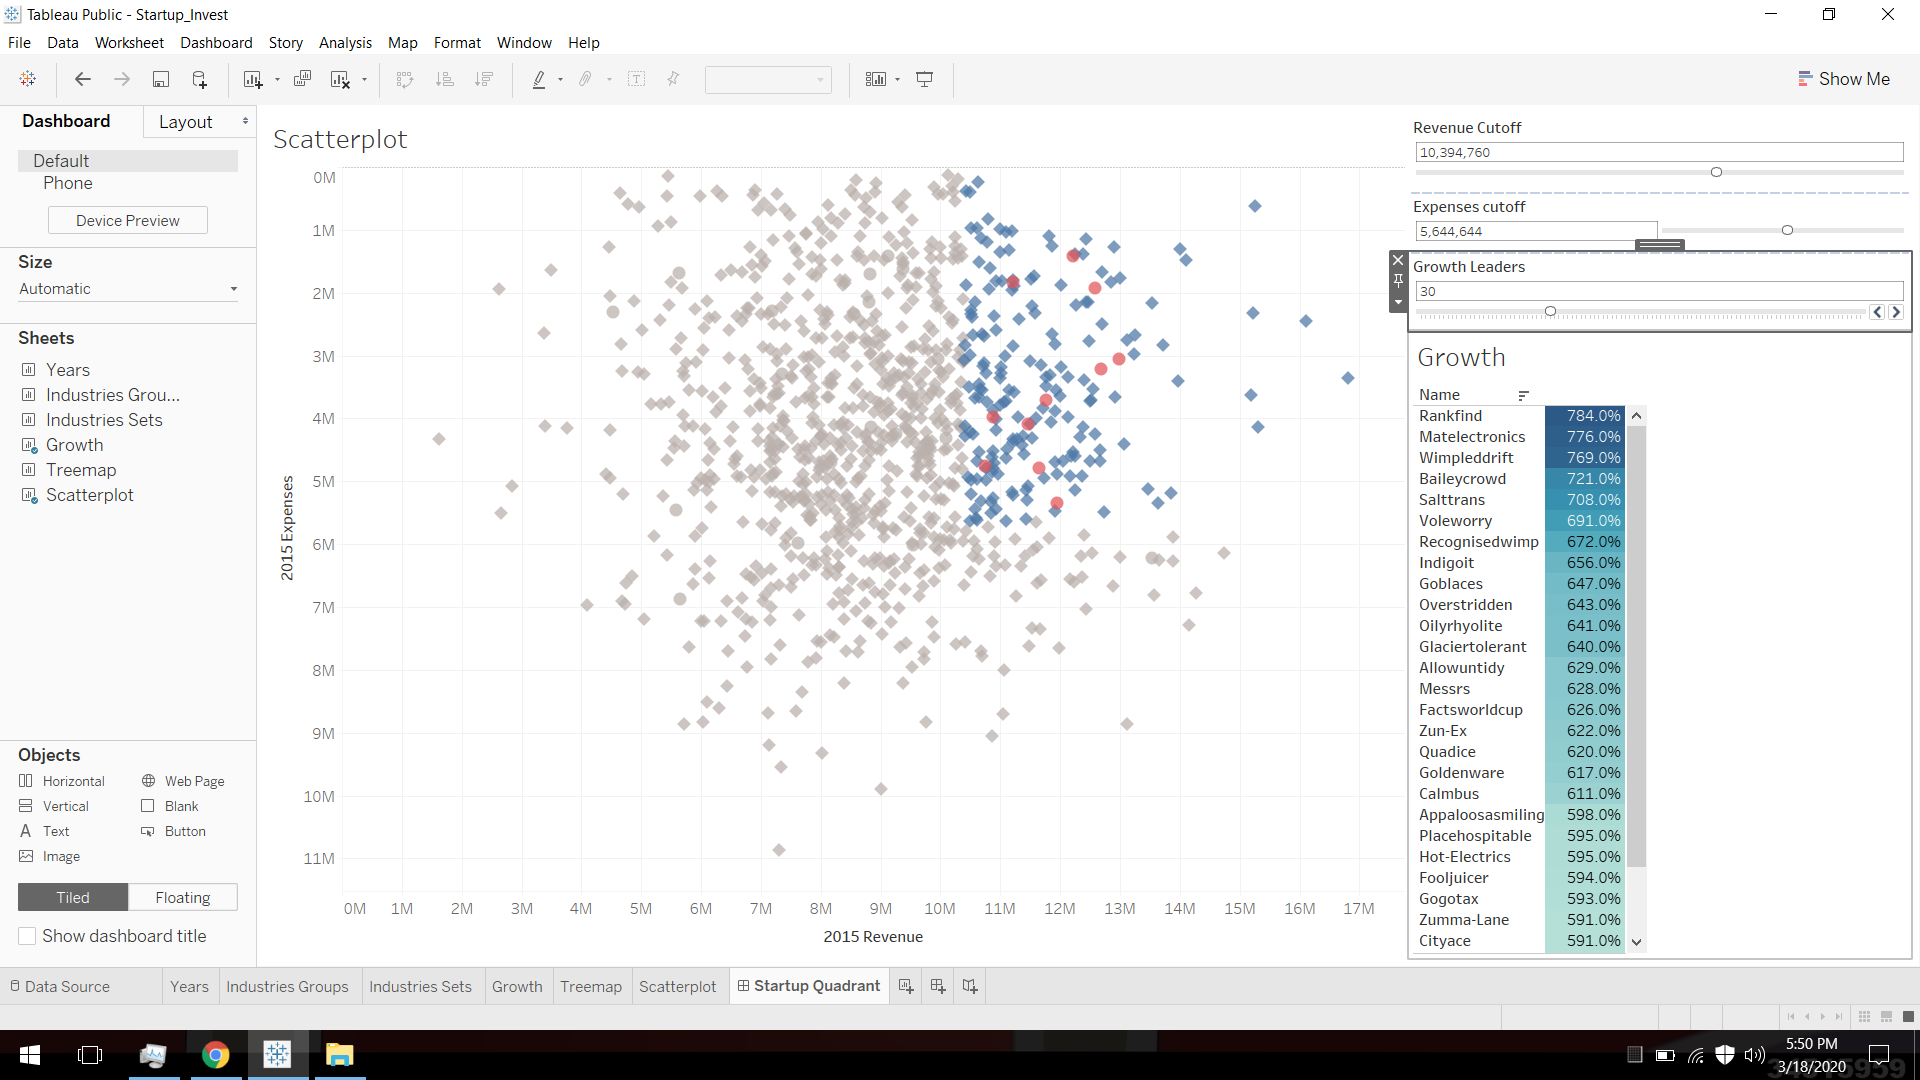 Tableau Public - Startup_Invest
File Data Worksheet Dashboard Story Analysis Map Format Window Help
Show Me
Dashboard Layout
Default
Phone
Device Preview
Size
Automatic
Sheets
Years
Industries Grou...
Industries Sets
Growth
Treemap
Scatterplot
Objects
Horizontal Web Page
Vertical Blank
Text Button
Image
Tiled Floating
Show dashboard title
Scatterplot
0M
1M
2M
3M
4M
5M
6M
7M
8M
9M
10M
11M
2015 Expenses
0M 1M 2M 3M 4M 5M 6M 7M 8M 9M 10M 11M 12M 13M 14M 15M 16M 17M
2015 Revenue
Revenue Cutoff
10,394,760
Expenses cutoff
5,644,644
Growth Leaders
30
Growth
Name
Rankfind 784.0%
Matelectronics 776.0%
Wimpleddrift 769.0%
Baileycrowd 721.0%
Salttrans 708.0%
Voleworry 691.0%
Recognisedwimp 672.0%
Indigoit 656.0%
Goblaces 647.0%
Overstridden 643.0%
Oilyrhyolite 641.0%
Glaciertolerant 640.0%
Allowuntidy 629.0%
Messrs 628.0%
Factsworldcup 626.0%
Zun-Ex 622.0%
Quadice 620.0%
Goldenware 617.0%
Calmbus 611.0%
Appaloosasmiling 598.0%
Placehospitable 595.0%
Hot-Electrics 595.0%
Fooljuicer 594.0%
Gogotax 593.0%
Zumma-Lane 591.0%
Cityace 591.0%
Data Source Years Industries Groups Industries Sets Growth Treemap Scatterplot Startup Quadrant
5:50 PM
3/18/2020